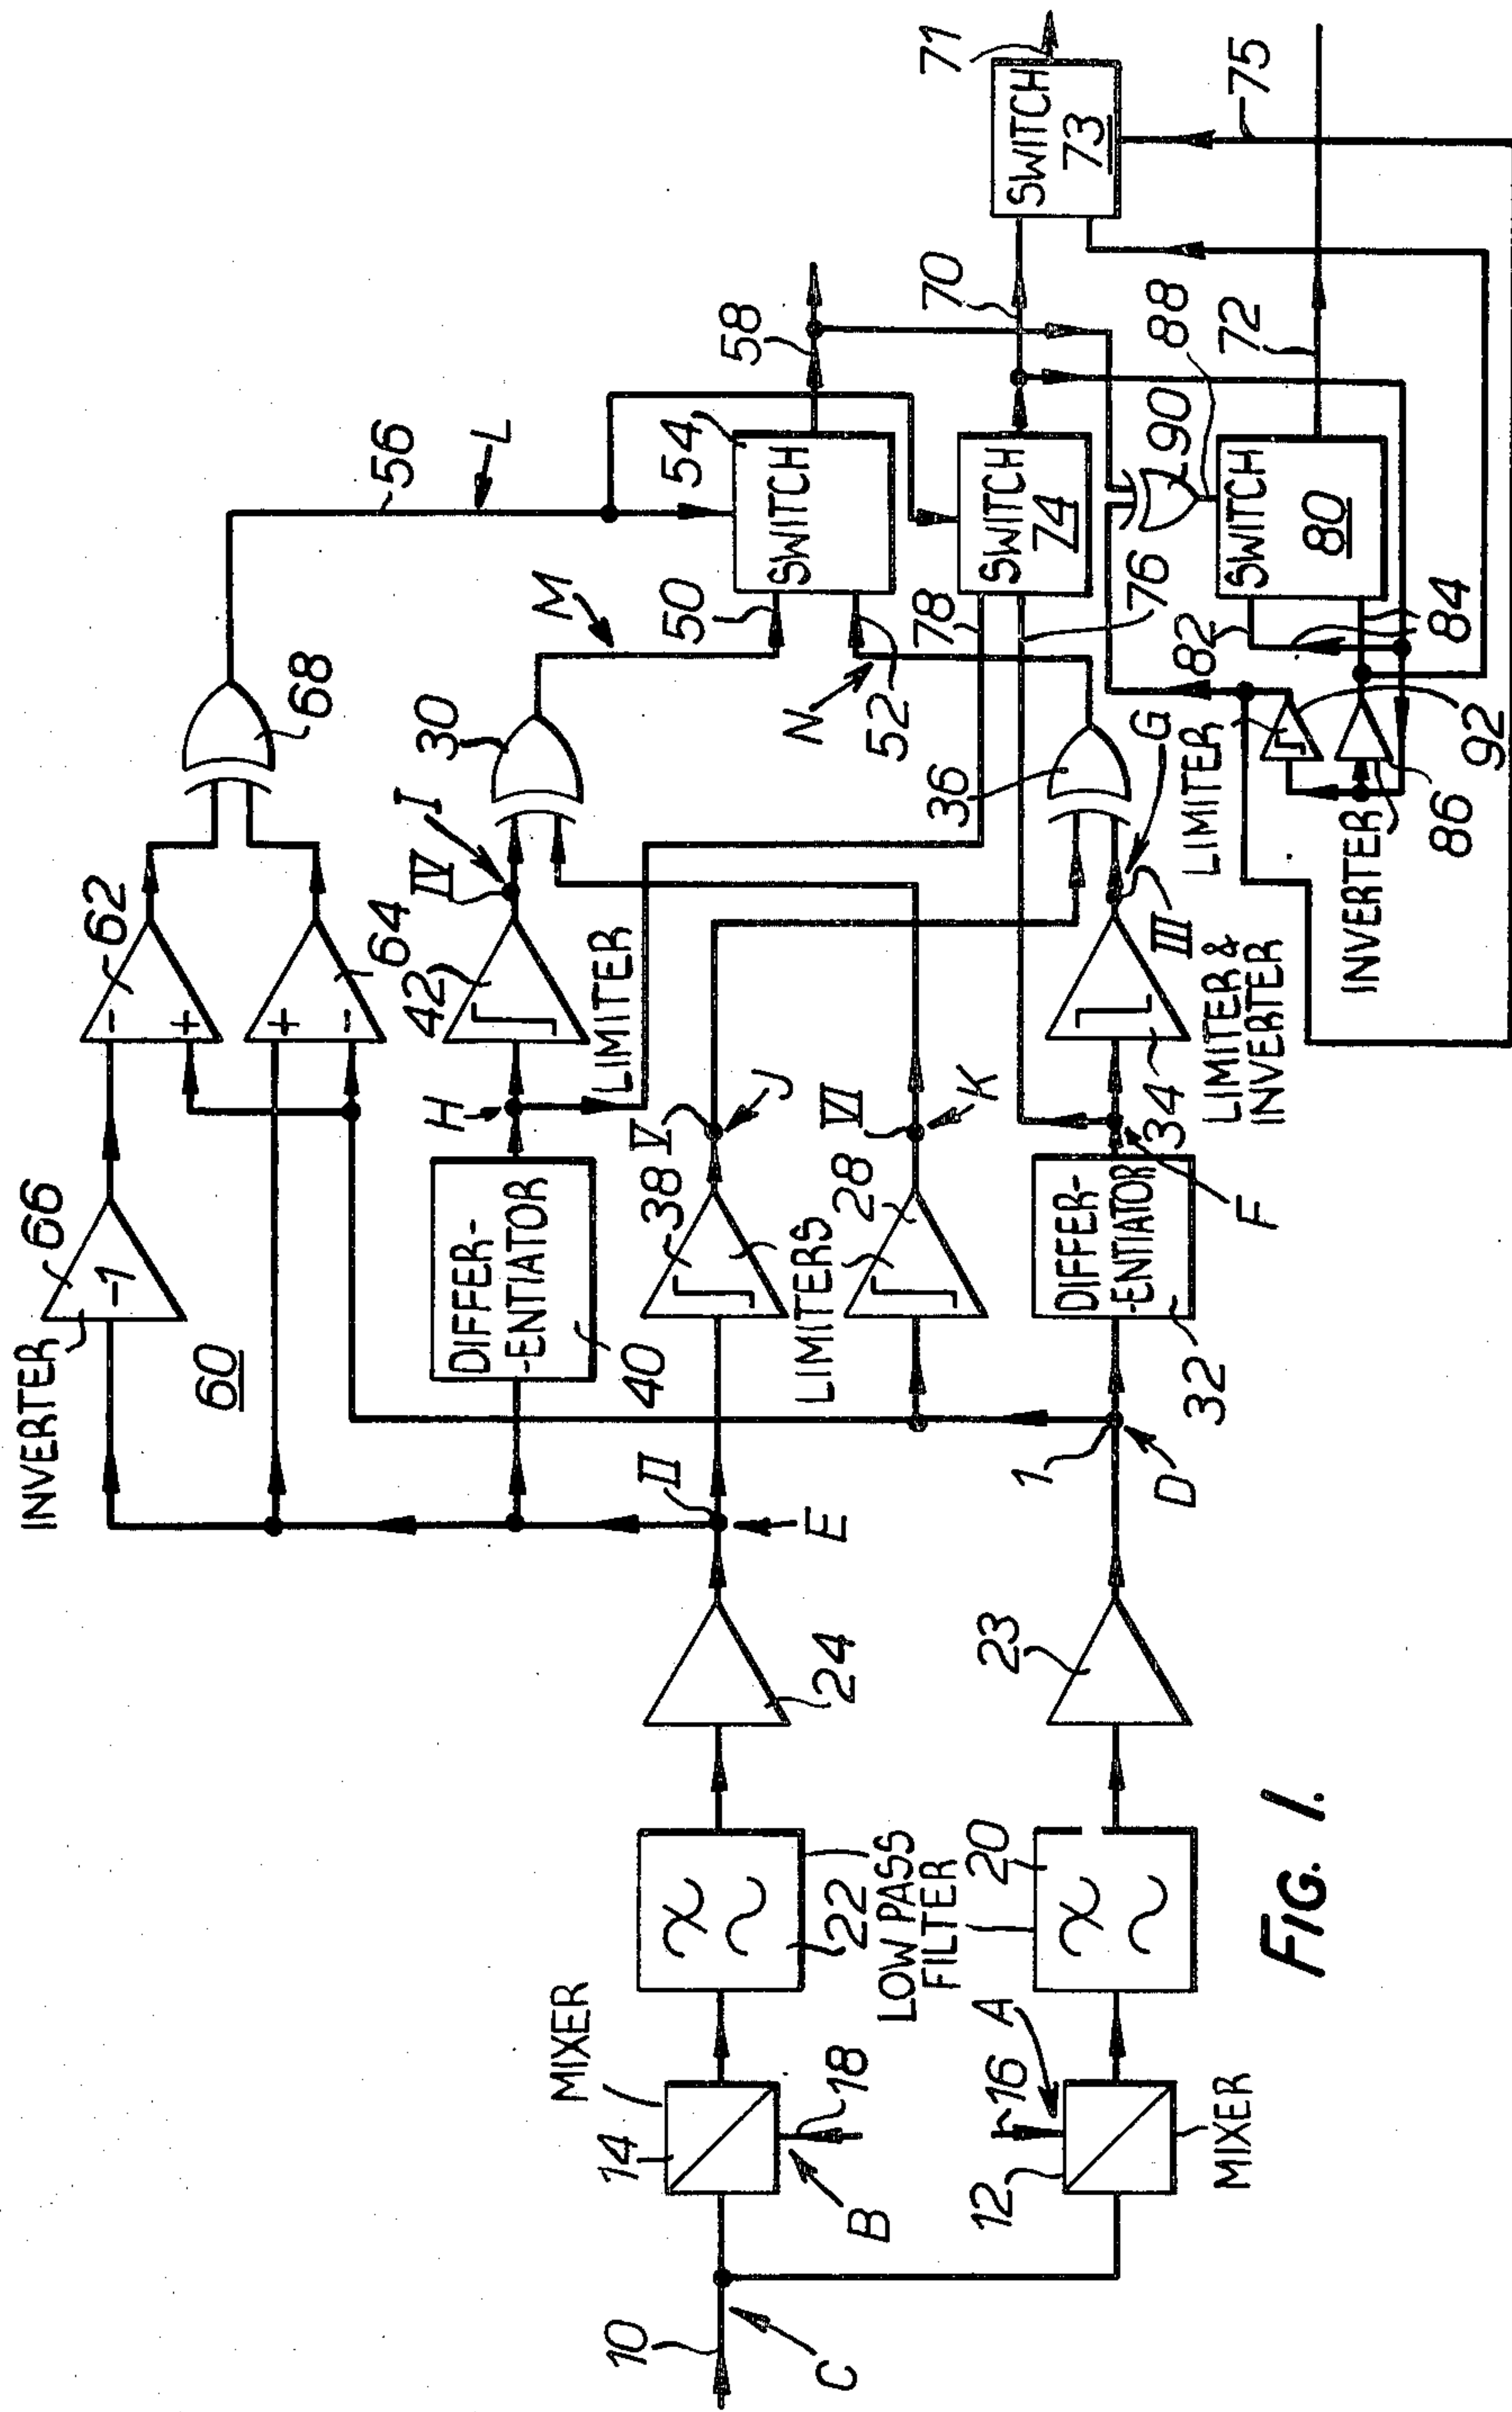 INVERTER
66
-1
60
62
-
+
64
+
-
68
56
L
DIFFER-
-ENTIATOR
40
H
42
LIMITER
IV
I
30
M
50
54
SWITCH
58
II
E
38
V
J
LIMITERS
28
VI
K
N
52
78
SWITCH
74
76
70
SWITCH
73
71
75
1
D
DIFFER-
-ENTIATOR
32
F
34
LIMITER &
INVERTER
III
G
36
LIMITER
INVERTER
86
92
82
84
SWITCH
80
90
88
72
10
C
14
MIXER
B
18
22
LOW PASS
FILTER
24
12
16
A
MIXER
20
23
FIG. 1.